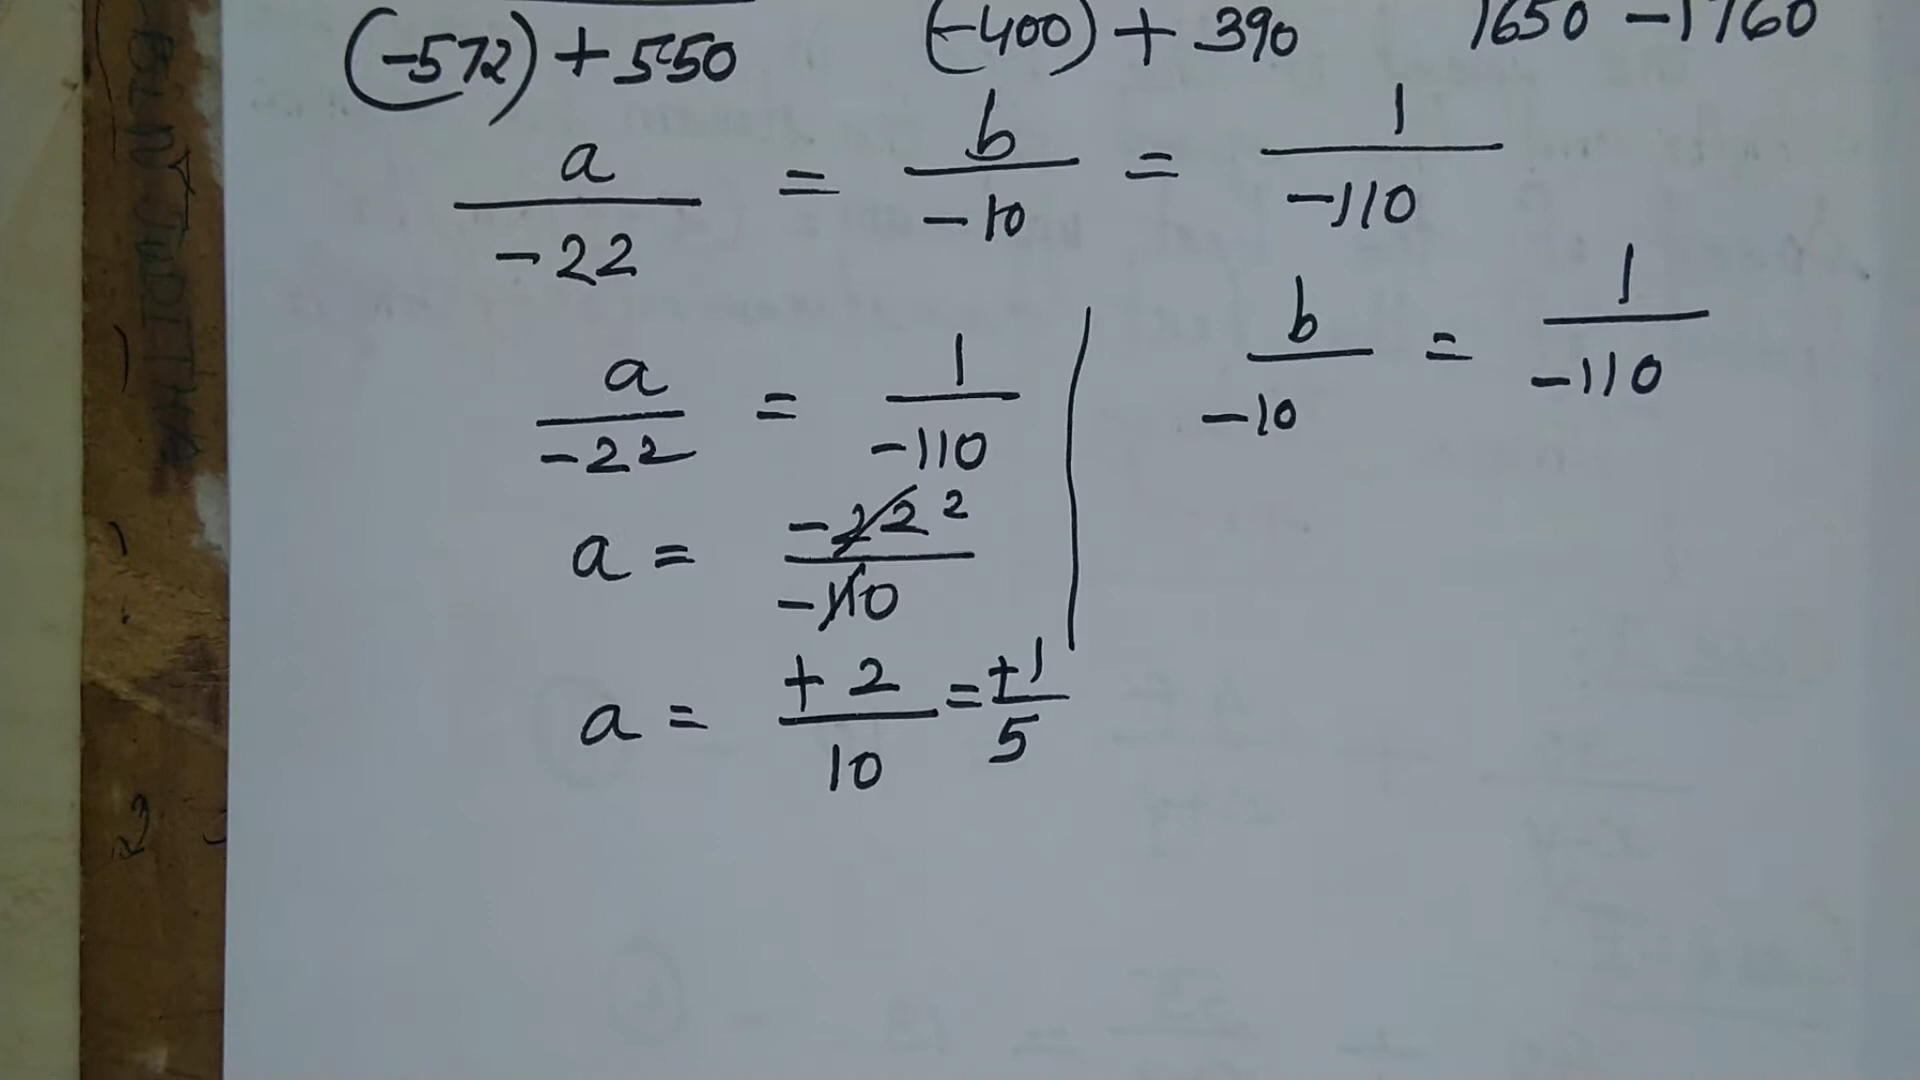 (-572) + 550 (-400) + 390 1650 - 1760
a/-22 = b/-10 = 1/-110
a/-22 = 1/-110 b/-10 = 1/-110
a = -22 2/-110
a = +2/10 = +1/5